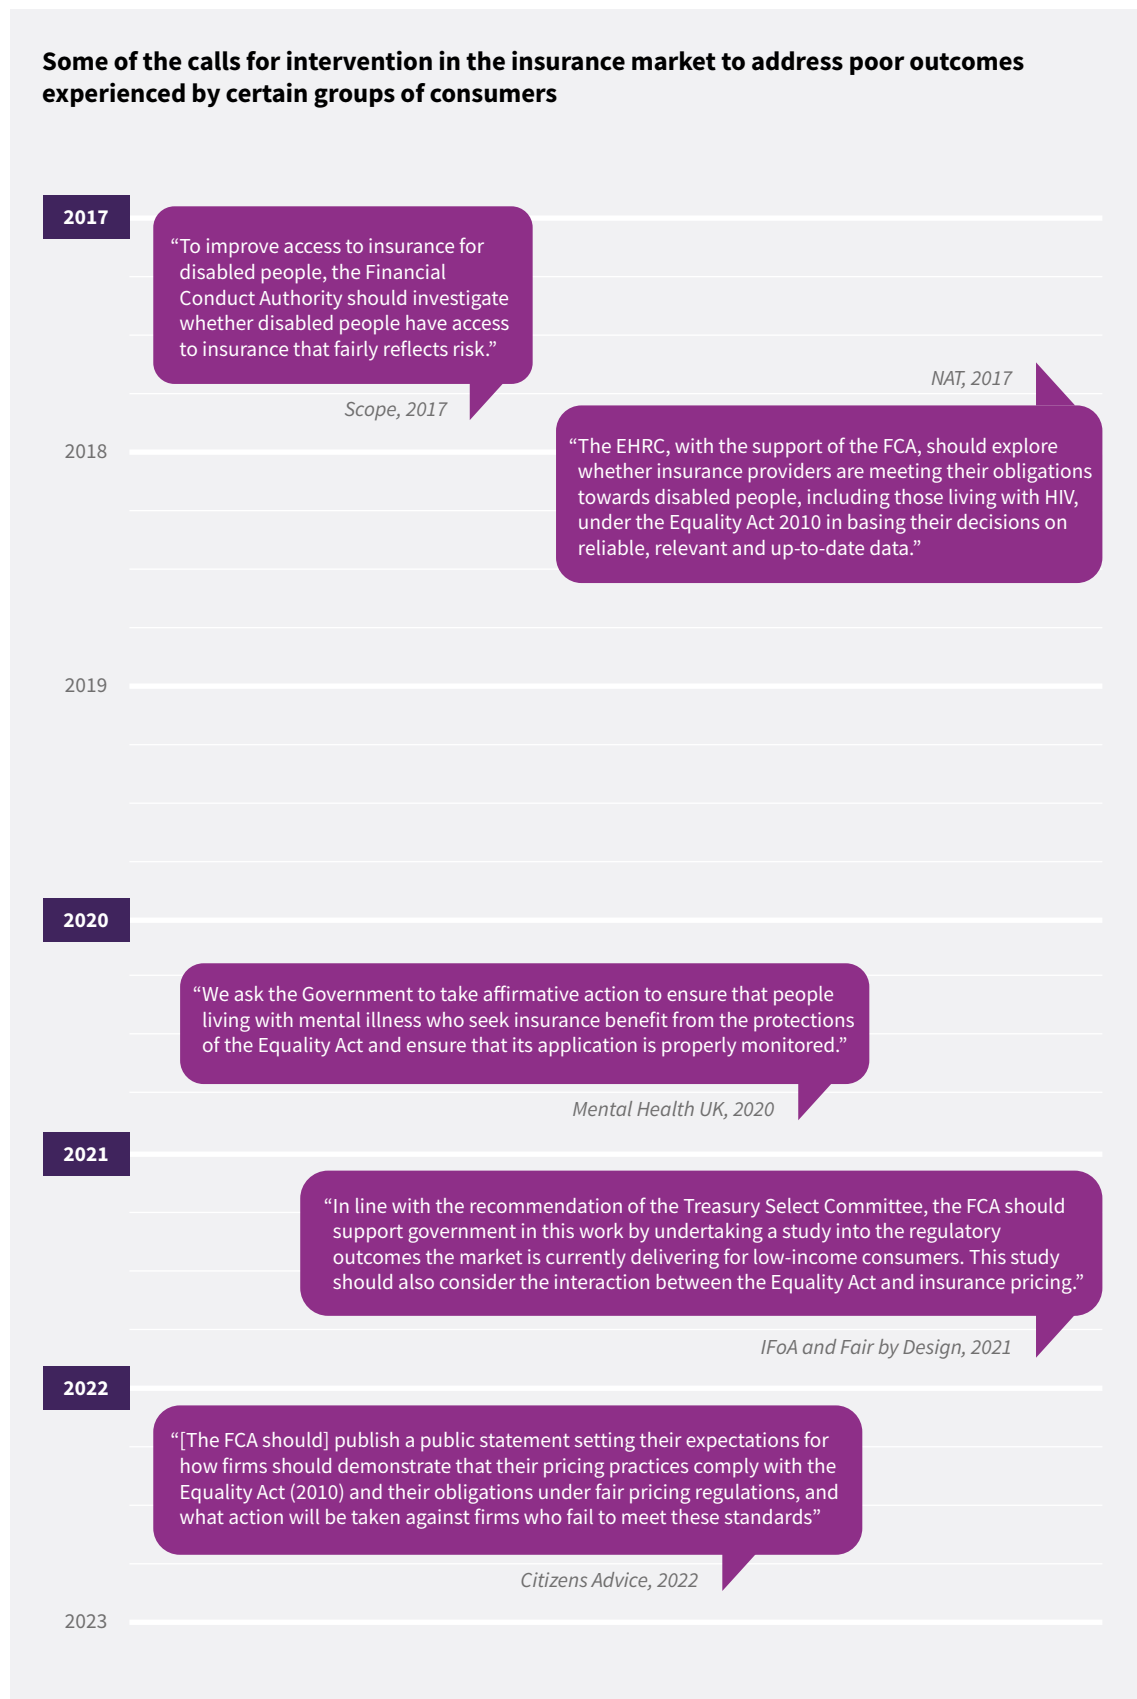 Some of the calls for intervention in the insurance market to address poor outcomes
experienced by certain groups of consumers
2017
“To improve access to insurance for
disabled people, the Financial
Conduct Authority should investigate
whether disabled people have access
to insurance that fairly reflects risk.”
Scope, 2017
NAT, 2017
2018
“The EHRC, with the support of the FCA, should explore
whether insurance providers are meeting their obligations
towards disabled people, including those living with HIV,
under the Equality Act 2010 in basing their decisions on
reliable, relevant and up-to-date data.”
2019
2020
“We ask the Government to take affirmative action to ensure that people
living with mental illness who seek insurance benefit from the protections
of the Equality Act and ensure that its application is properly monitored.”
Mental Health UK, 2020
2021
“In line with the recommendation of the Treasury Select Committee, the FCA should
support government in this work by undertaking a study into the regulatory
outcomes the market is currently delivering for low-income consumers. This study
should also consider the interaction between the Equality Act and insurance pricing.”
IFoA and Fair by Design, 2021
2022
“[The FCA should] publish a public statement setting their expectations for
how firms should demonstrate that their pricing practices comply with the
Equality Act (2010) and their obligations under fair pricing regulations, and
what action will be taken against firms who fail to meet these standards”
Citizens Advice, 2022
2023